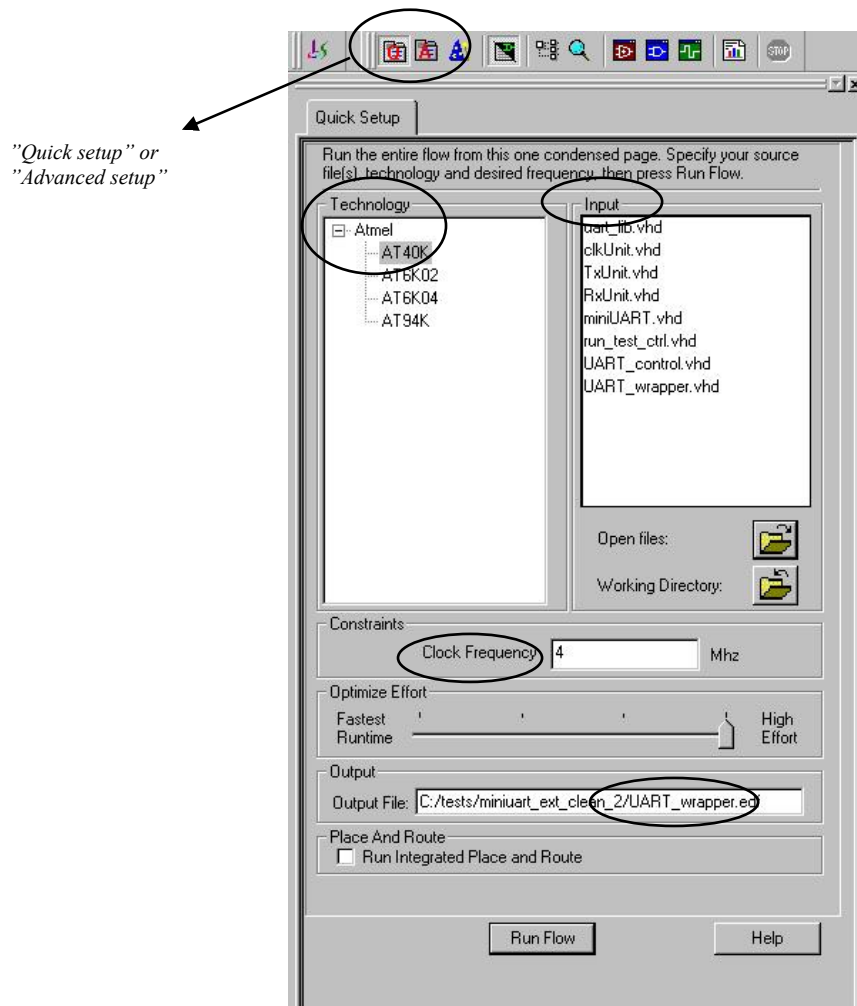 STOP
Quick Setup
"Quick setup" or
"Advanced setup"
Run the entire flow from this one condensed page. Specify your source
file(s), technology and desired frequency, then press Run Flow.
Technology
Atmel
AT40K
AT6K02
AT6K04
AT94K
Input
uart_lib.vhd
clkUnit.vhd
TxUnit.vhd
RxUnit.vhd
miniUART.vhd
run_test_ctrl.vhd
UART_control.vhd
UART_wrapper.vhd
Open files:
Working Directory:
Constraints
Clock Frequency 4 Mhz
Optimize Effort
Fastest
Runtime
High
Effort
Output
Output File: C:/tests/miniuart_ext_clean_2/UART_wrapper.edf
Place And Route
Run Integrated Place and Route
Run Flow Help